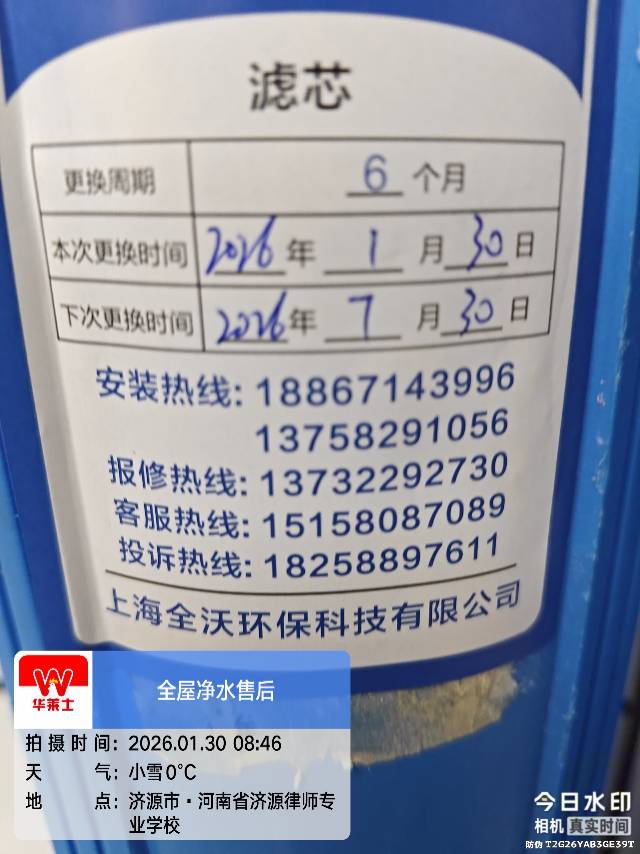 滤芯
更换周期 6 个月
本次更换时间 2026 年 1 月 30 日
下次更换时间 2026 年 7 月 30 日
安装热线: 18867143996
13758291056
报修热线: 13732292730
客服热线: 15158087089
投诉热线: 18258897611
上海全沃环保科技有限公司
华莱士
全屋净水售后
拍摄时间: 2026.01.30 08:46
天气: 小雪 0℃
地点: 济源市·河南省济源律师专
业学校
今日水印
相机 真实时间
防伪 T2G26YAB3GE39T